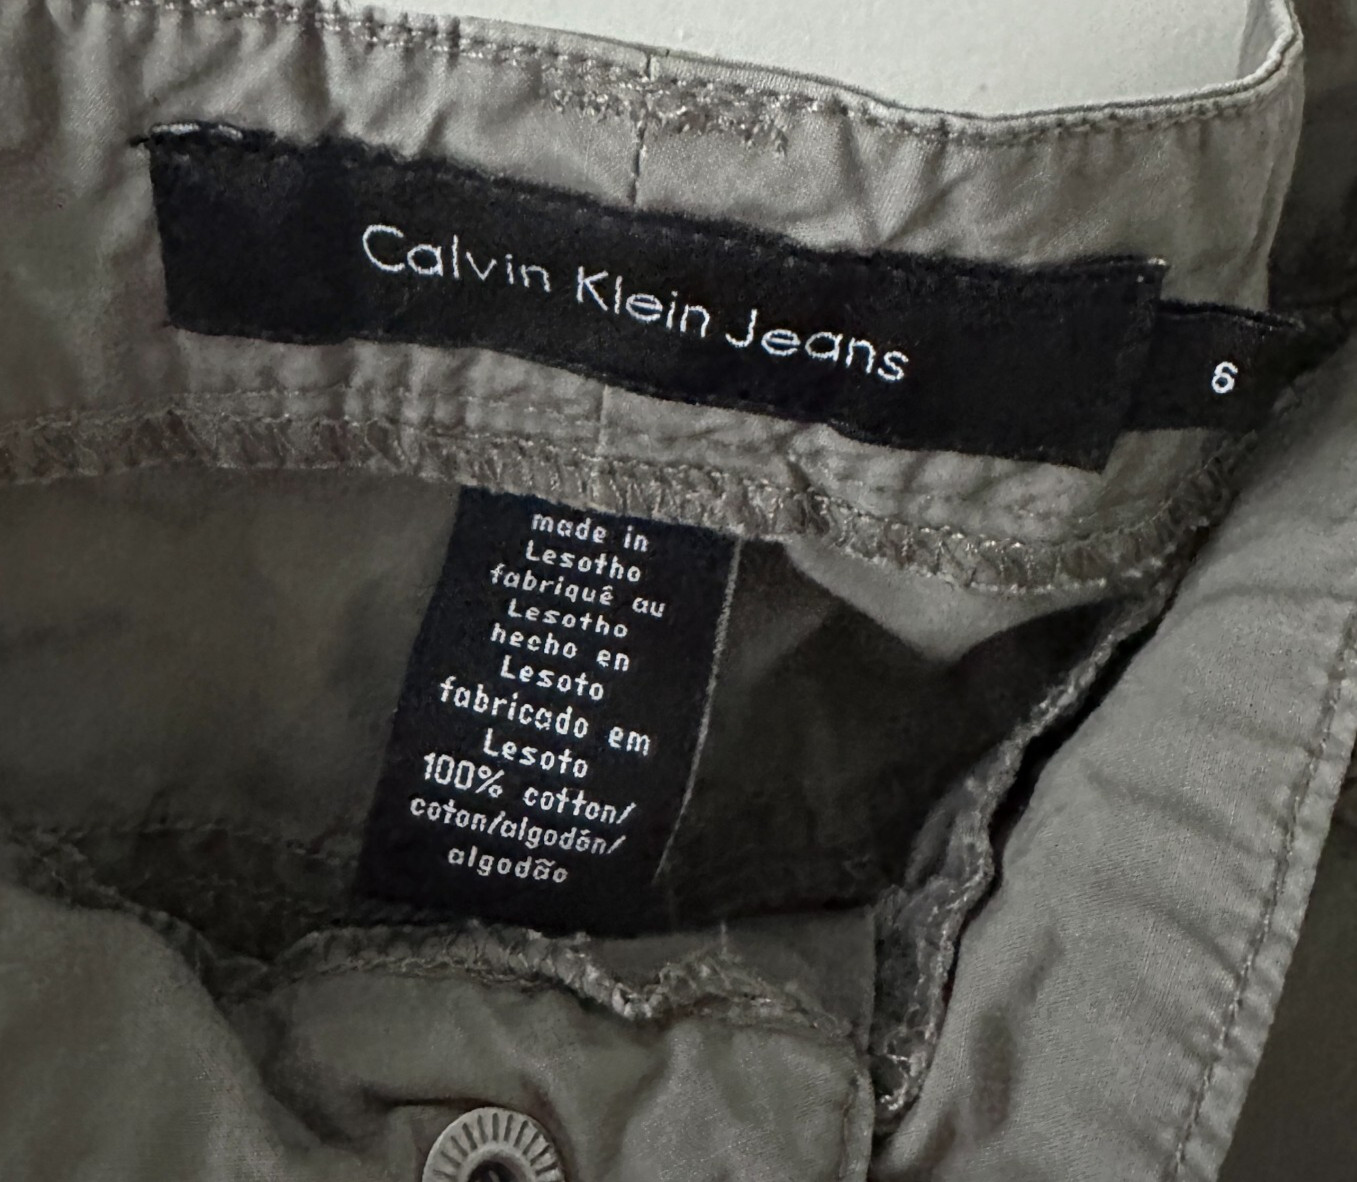 Calvin Klein Jeans
6
made in
Lesotho
fabriquê au
Lesotho
hecho en
Lesoto
fabricado em
Lesoto
100% cotton/
coton/algodón/
algodão